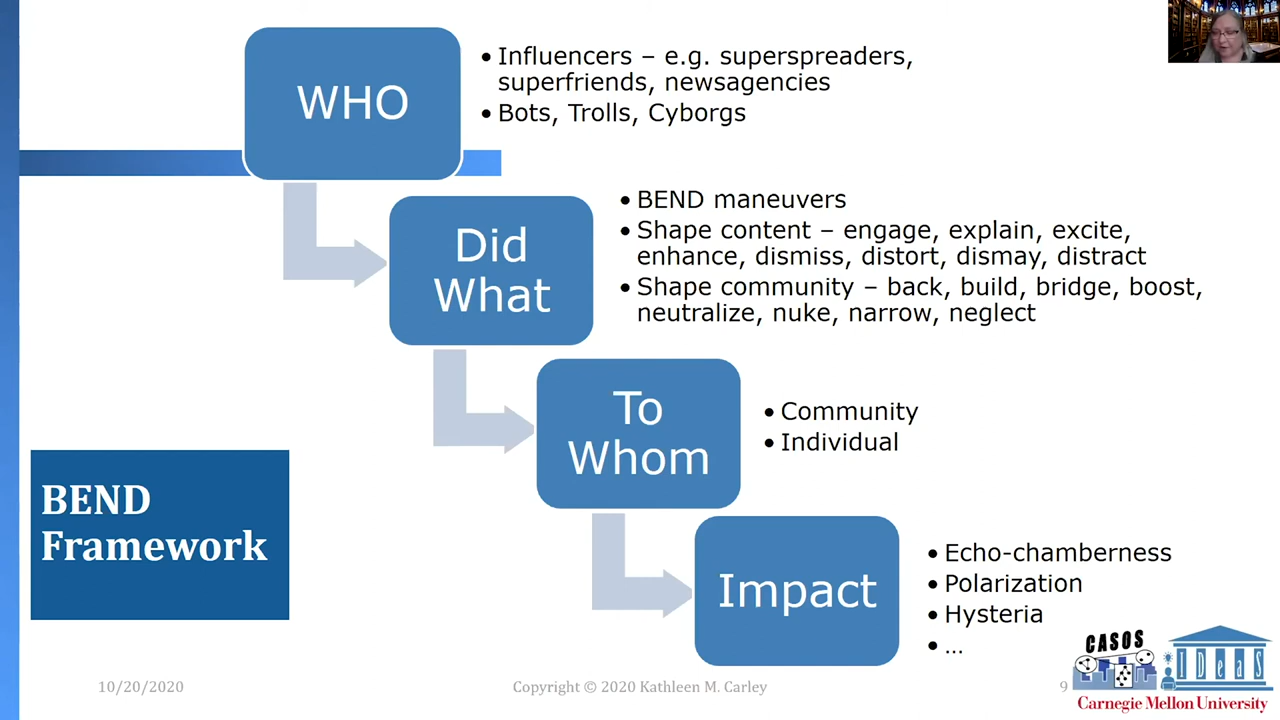 WHO
• Influencers – e.g. superspreaders,
superfriends, newsagencies
• Bots, Trolls, Cyborgs
Did
What
• BEND maneuvers
• Shape content – engage, explain, excite,
enhance, dismiss, distort, dismay, distract
• Shape community – back, build, bridge, boost,
neutralize, nuke, narrow, neglect
To
Whom
• Community
• Individual
BEND
Framework
Impact
• Echo-chamberness
• Polarization
• Hysteria
• ...
10/20/2020
Copyright © 2020 Kathleen M. Carley
9
CASOS
IDeaS
Carnegie Mellon University